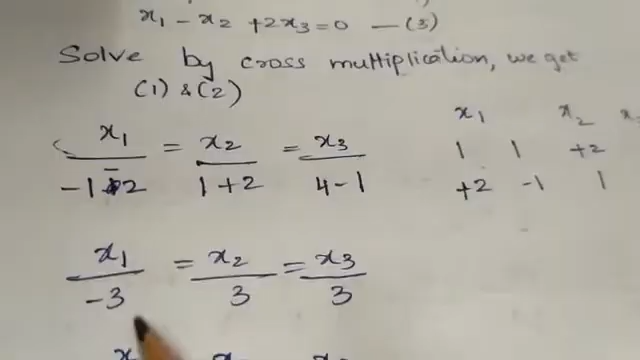 x₁ - x₂ + 2x₃ = 0 —(3)
Solve by cross multiplication, we get
(1) & (2)
x₁ x₂
x₁/-1-2 = x₂/1+2 = x₃/4-1
1 1 +2
+2 -1 1
x₁/-3 = x₂/3 = x₃/3